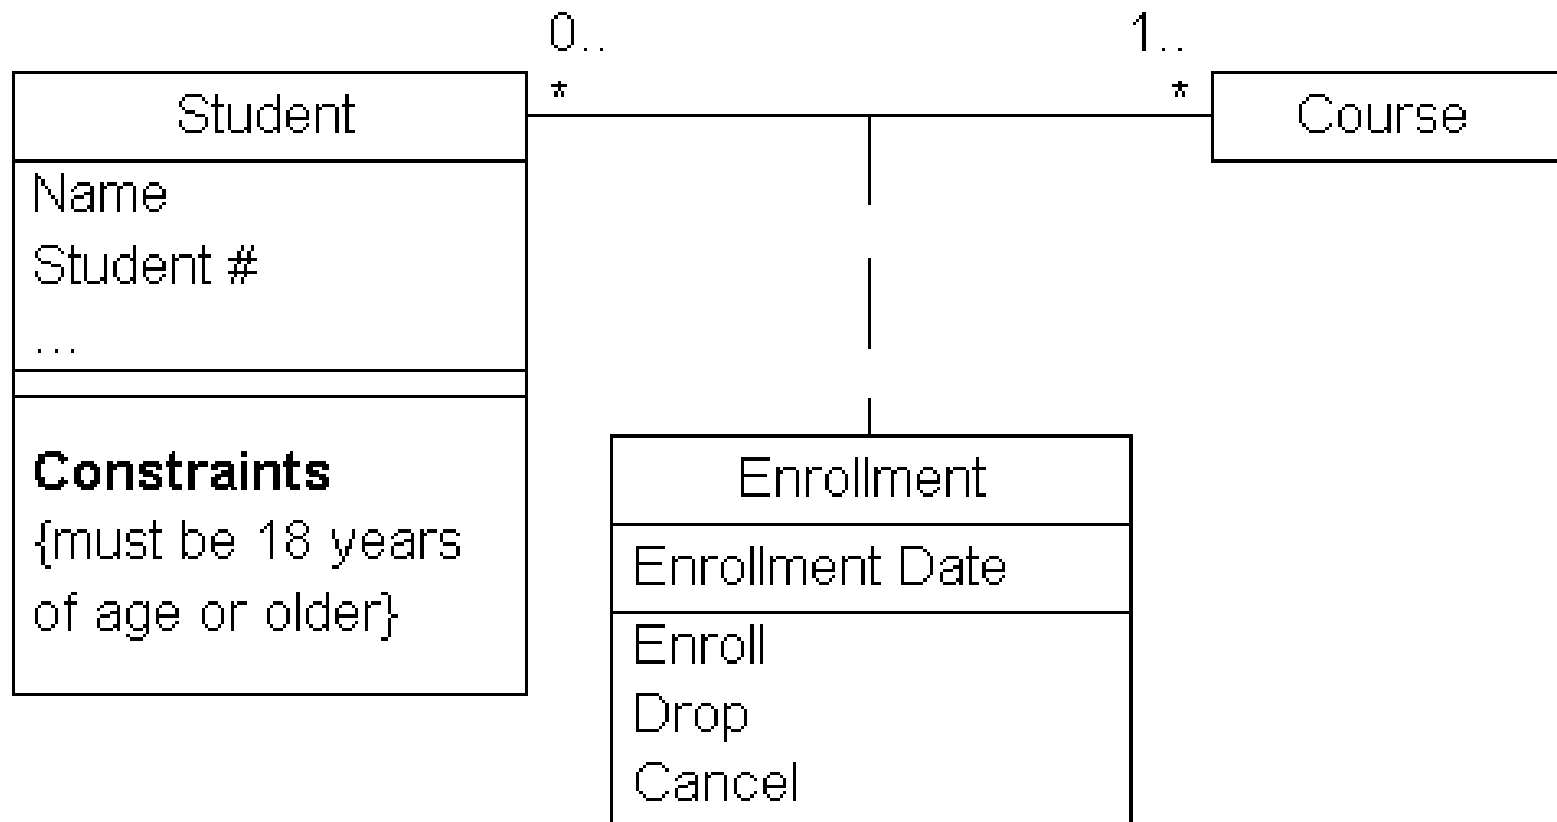 0..
1..
*
*
Student
Course
Name
Student #
...
Constraints
{must be 18 years
of age or older}
Enrollment
Enrollment Date
Enroll
Drop
Cancel